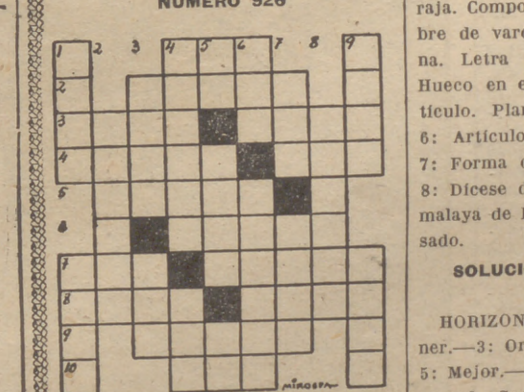 NUMERO 926
1 2 3 4 5 6 7 8 9
2
3
4
5
6
7
8
9
10
raja. Compo
bre de vare
na. Letra
Hueco en e
tículo. Plan
6: Artículo
7: Forma
8: Dícese
malaya de l
sado.
SOLUCI
HORIZON
ner.—3: Or
5: Mejor.—